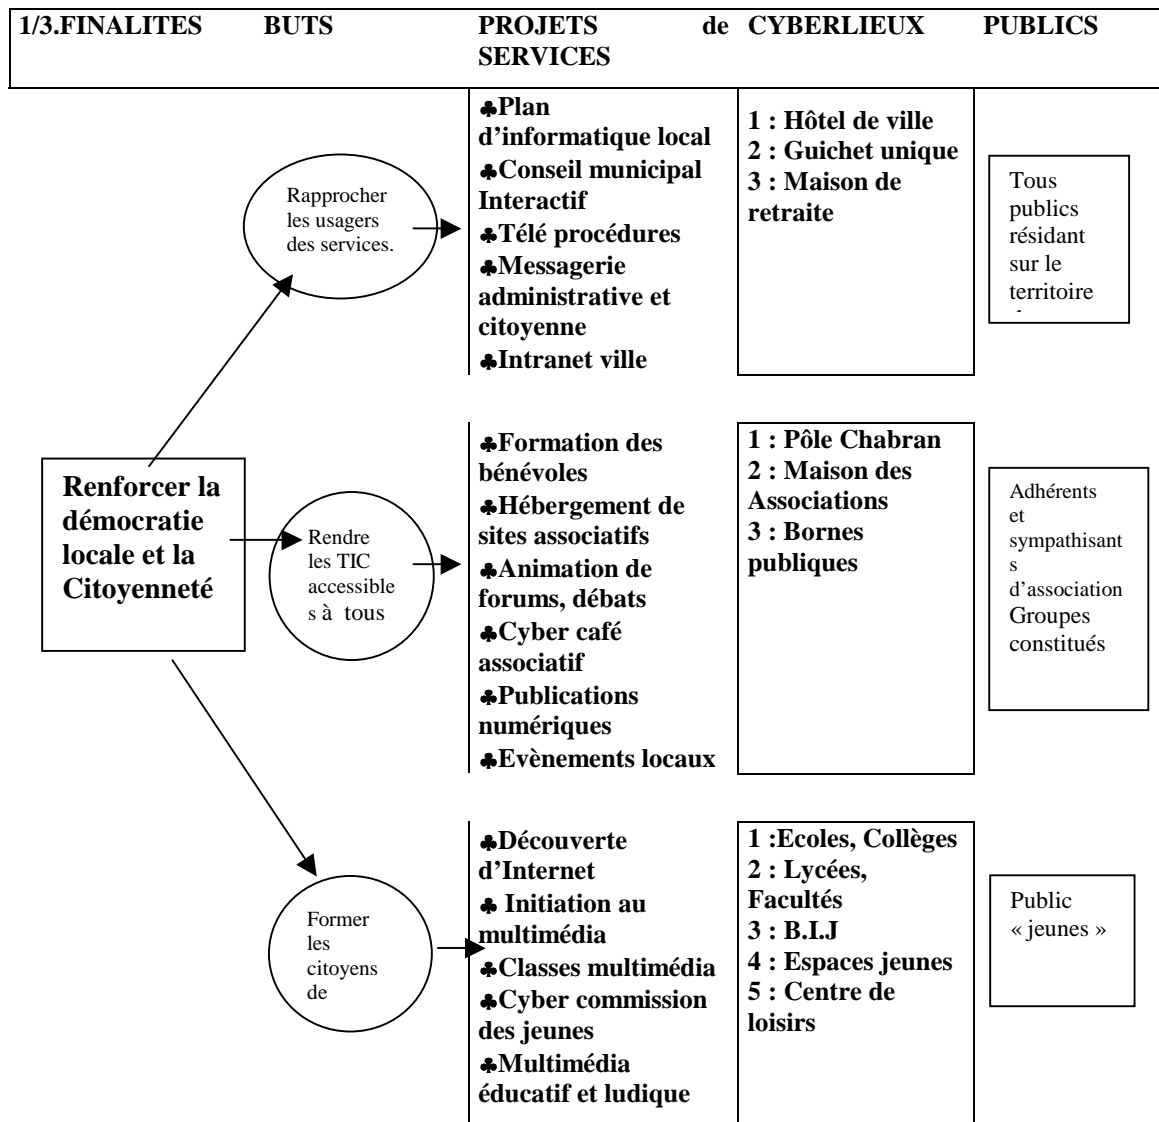 1/3.FINALITES BUTS PROJETS de CYBERLIEUX PUBLICS
SERVICES
Renforcer la
démocratie
locale et la
Citoyenneté
Rapprocher
les usagers
des services.
♣Plan
d’informatique local
♣Conseil municipal
Interactif
♣Télé procédures
♣Messagerie
administrative et
citoyenne
♣Intranet ville
1 : Hôtel de ville
2 : Guichet unique
3 : Maison de
retraite
Tous
publics
résidant
sur le
territoire
Rendre
les TIC
accessible
s à tous
♣Formation des
bénévoles
♣Hébergement de
sites associatifs
♣Animation de
forums, débats
♣Cyber café
associatif
♣Publications
numériques
♣Evènements locaux
1 : Pôle Chabran
2 : Maison des
Associations
3 : Bornes
publiques
Adhérents
et
sympathisant
s
d’association
Groupes
constitués
Former
les
citoyens
de
♣Découverte
d’Internet
♣ Initiation au
multimédia
♣Classes multimédia
♣Cyber commission
des jeunes
♣Multimédia
éducatif et ludique
1 :Ecoles, Collèges
2 : Lycées,
Facultés
3 : B.I.J
4 : Espaces jeunes
5 : Centre de
loisirs
Public
« jeunes »